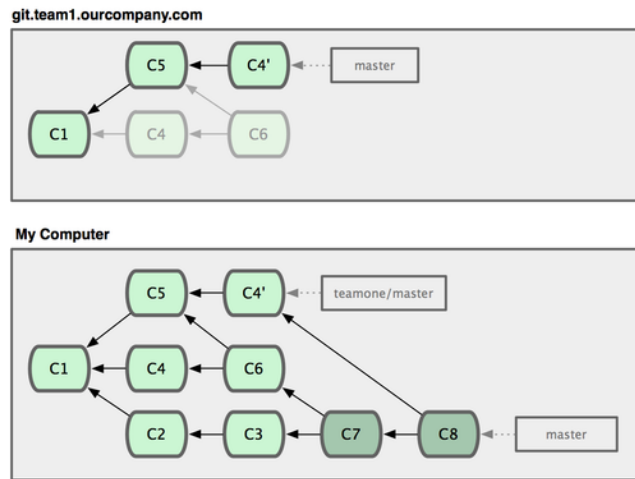 git.team1.ourcompany.com
C5 C4' master
C1 C4 C6
My Computer
C5 C4' teamone/master
C1 C4 C6
C2 C3 C7 C8 master